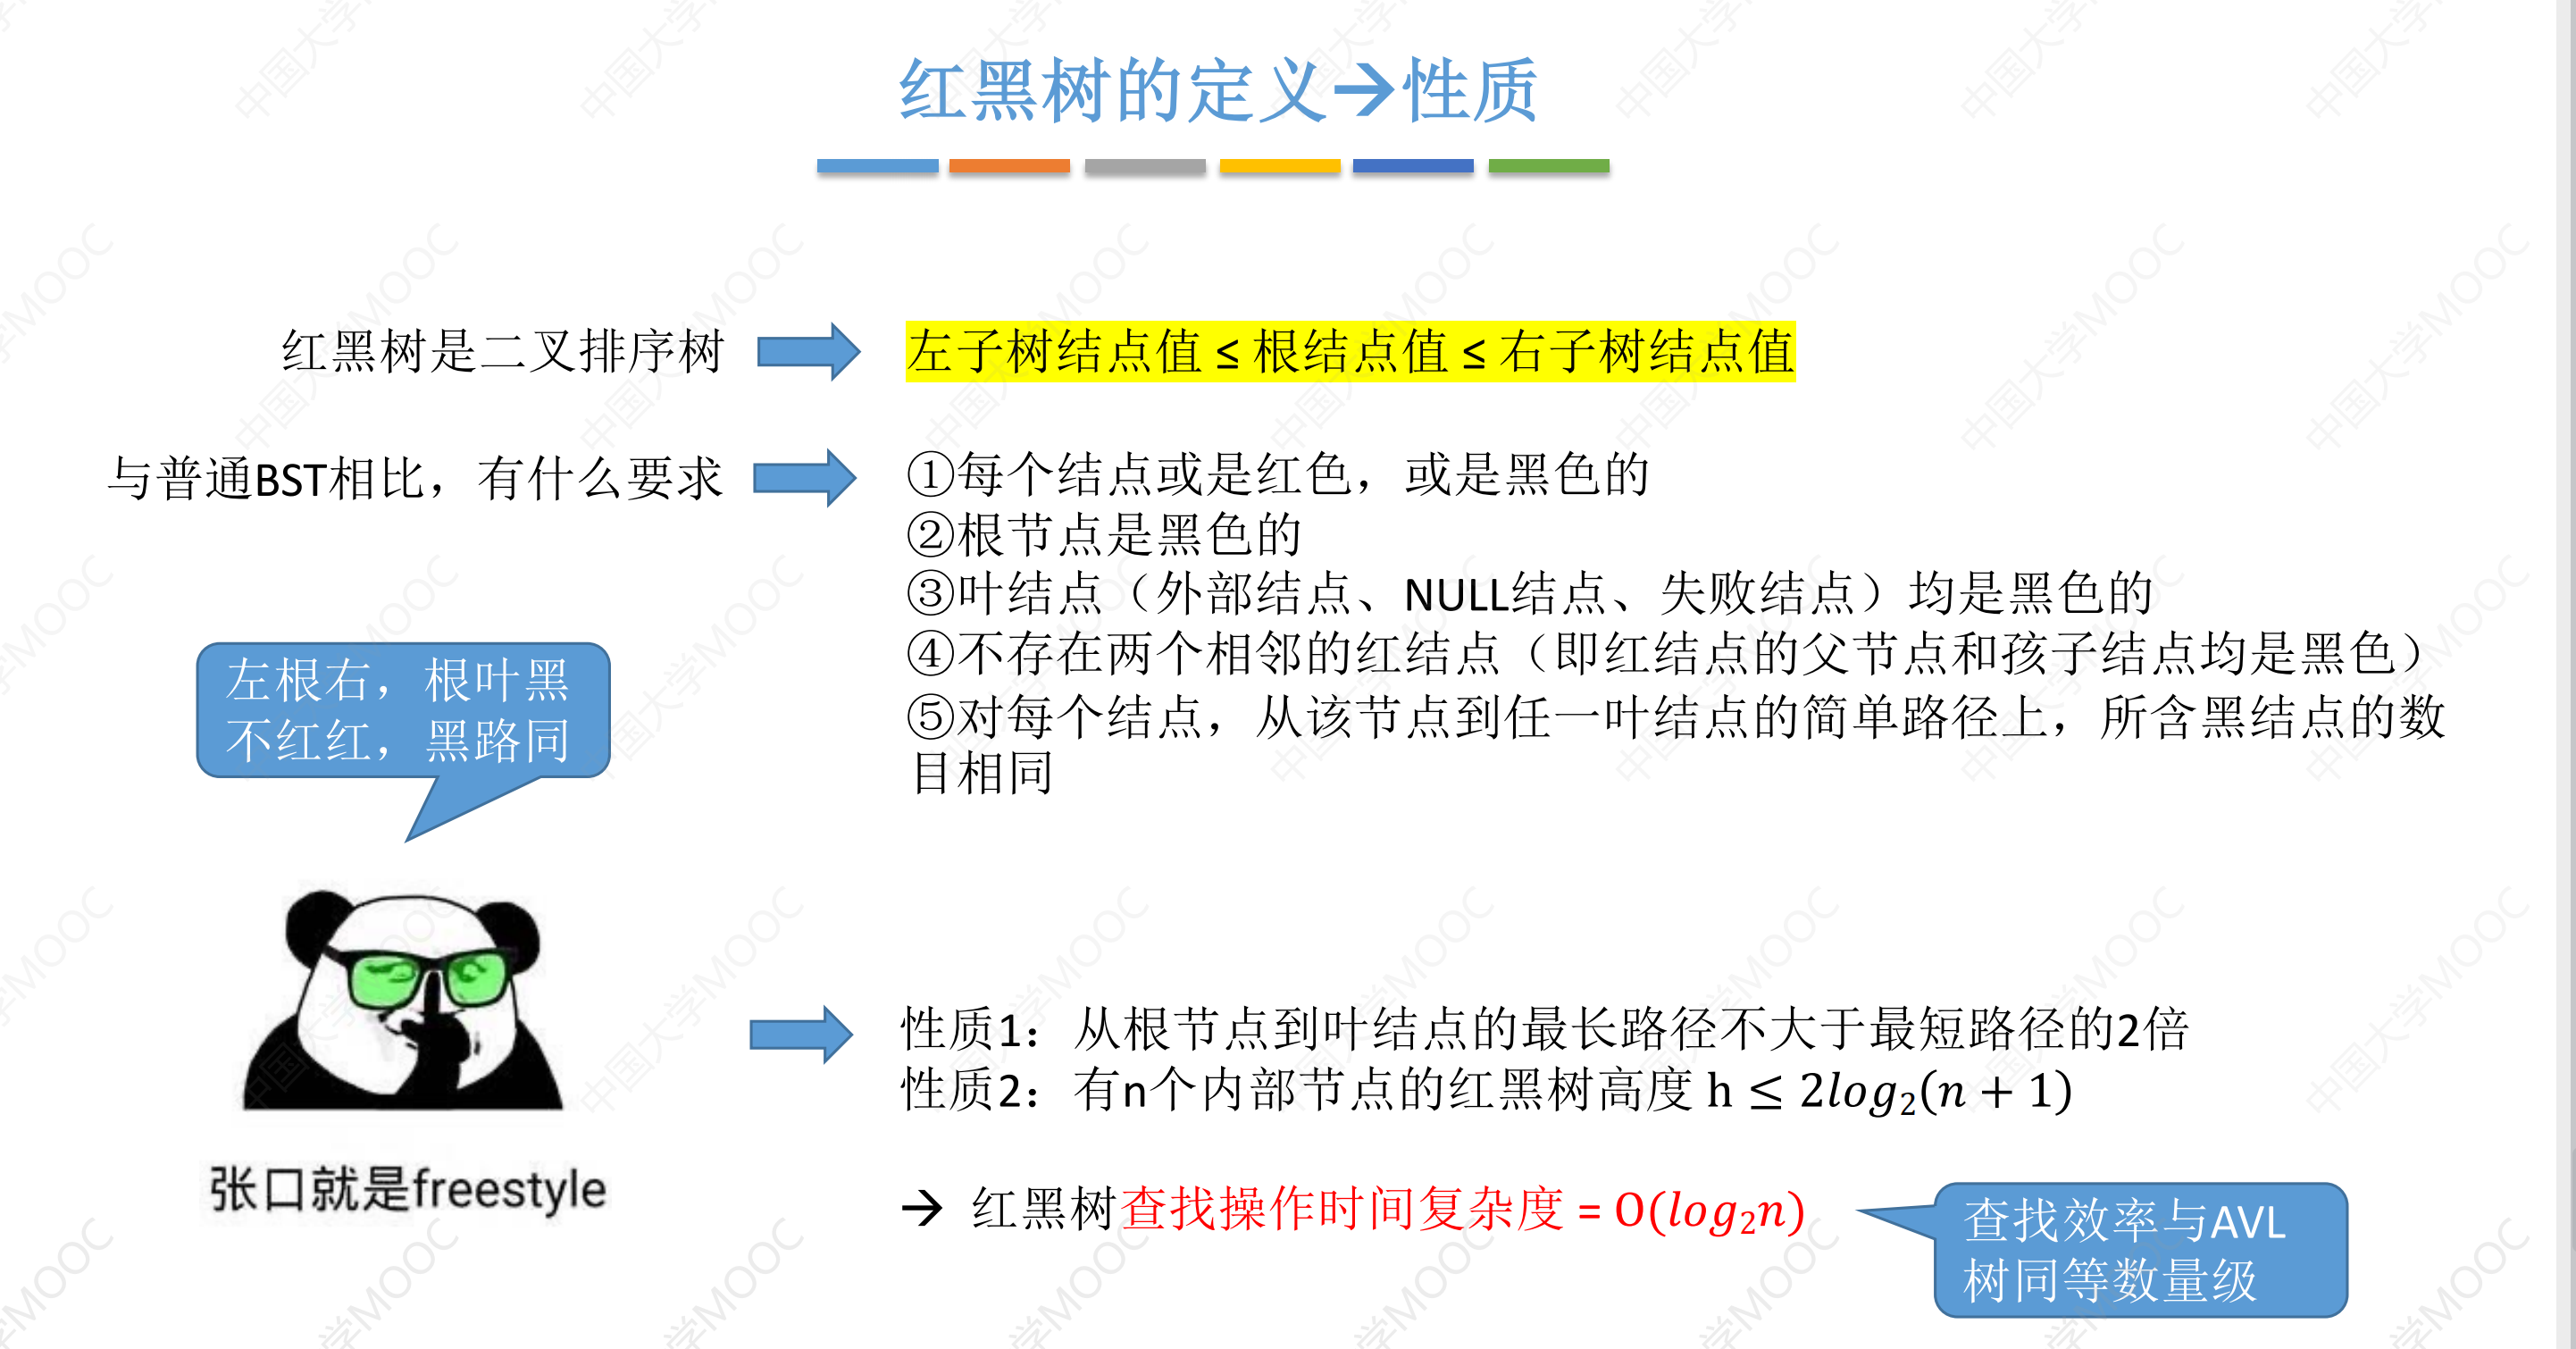 红黑树的定义→性质
红黑树是二叉排序树
左子树结点值 ≤ 根结点值 ≤ 右子树结点值
与普通BST相比，有什么要求
①每个结点或是红色，或是黑色的
②根节点是黑色的
③叶结点（外部结点、NULL结点、失败结点）均是黑色的
④不存在两个相邻的红结点（即红结点的父节点和孩子结点均是黑色）
⑤对每个结点，从该节点到任一叶结点的简单路径上，所含黑结点的数
目相同
左根右，根叶黑
不红红，黑路同
张口就是freestyle
性质1：从根节点到叶结点的最长路径不大于最短路径的2倍
性质2：有n个内部节点的红黑树高度 h ≤ 2log₂(n + 1)
→ 红黑树查找操作时间复杂度 = O(log₂n)
查找效率与AVL
树同等数量级
中国大学MOOC